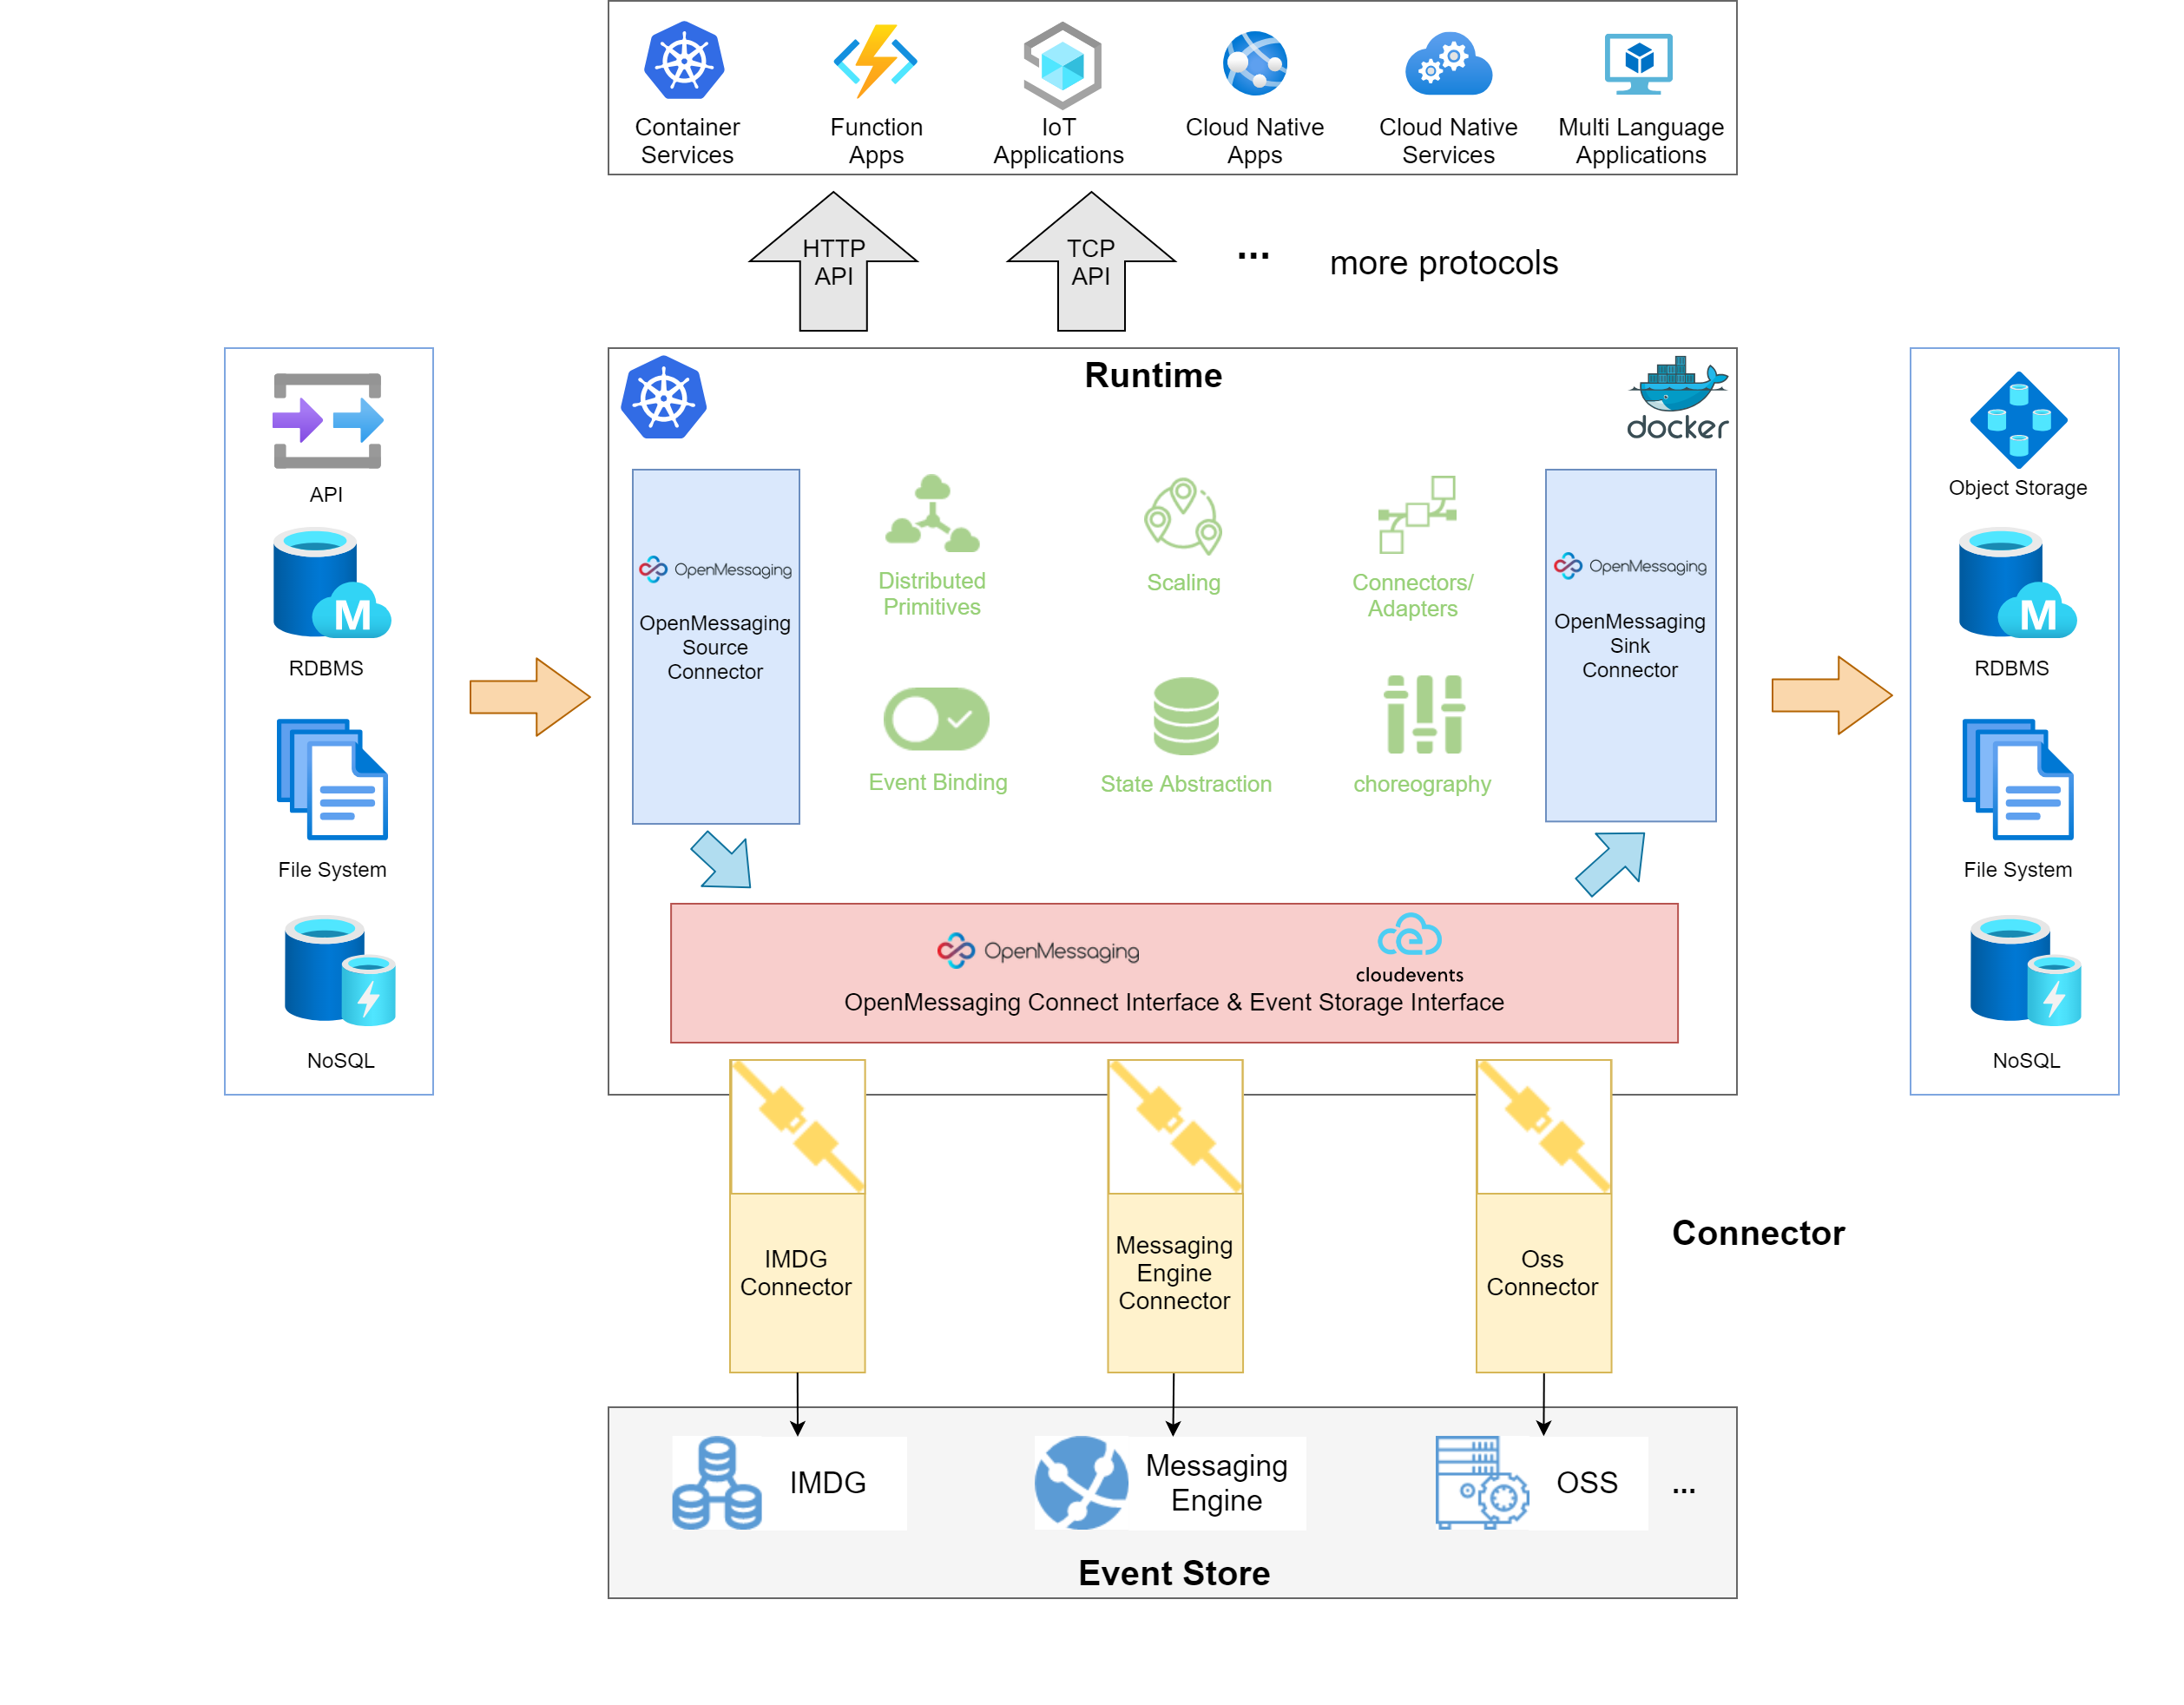 Container
Services
Function
Apps
IoT
Applications
Cloud Native
Apps
Cloud Native
Services
Multi Language
Applications
HTTP
API
TCP
API
...
more protocols
API
RDBMS
M
File System
NoSQL
Runtime
docker
OpenMessaging
OpenMessaging
Source
Connector
Distributed
Primitives
Scaling
Connectors/
Adapters
Event Binding
State Abstraction
choreography
OpenMessaging
OpenMessaging
Sink
Connector
OpenMessaging
cloudevents
OpenMessaging Connect Interface & Event Storage Interface
Object Storage
M
RDBMS
File System
NoSQL
IMDG
Connector
Messaging
Engine
Connector
Oss
Connector
Connector
IMDG
Messaging
Engine
OSS
...
Event Store